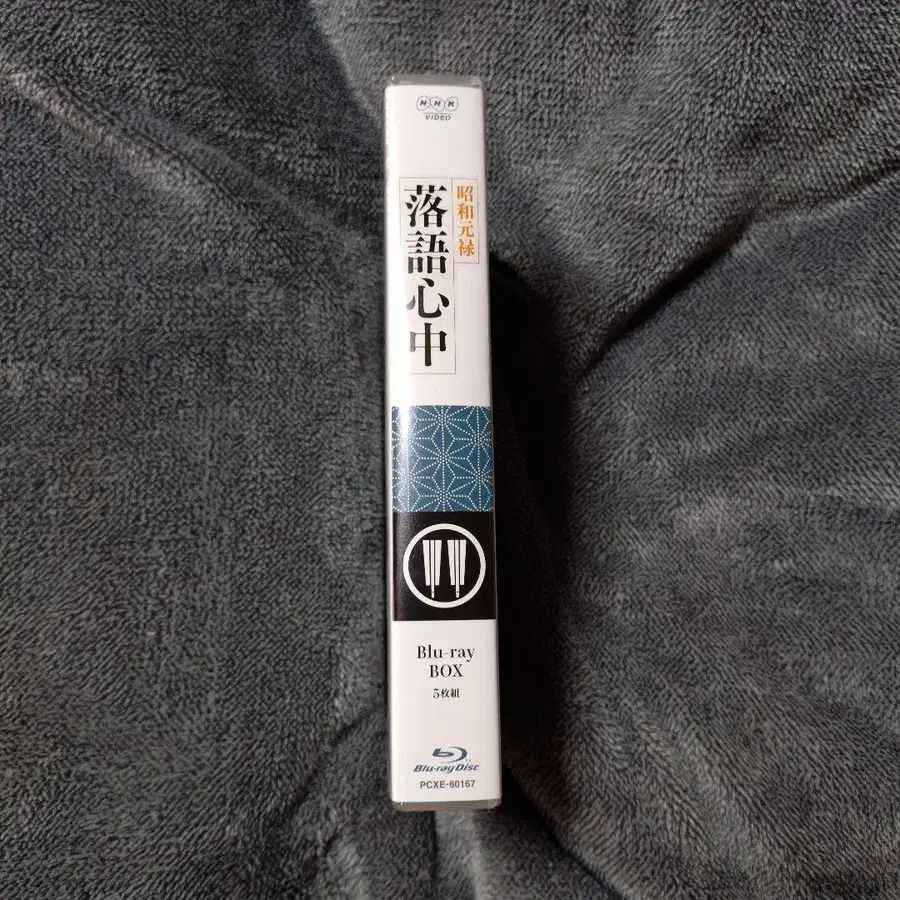 NHK
VIDEO
昭和元禄
落語心中
Blu-ray
BOX
5枚組
Blu-ray Disc
PCXE-60167